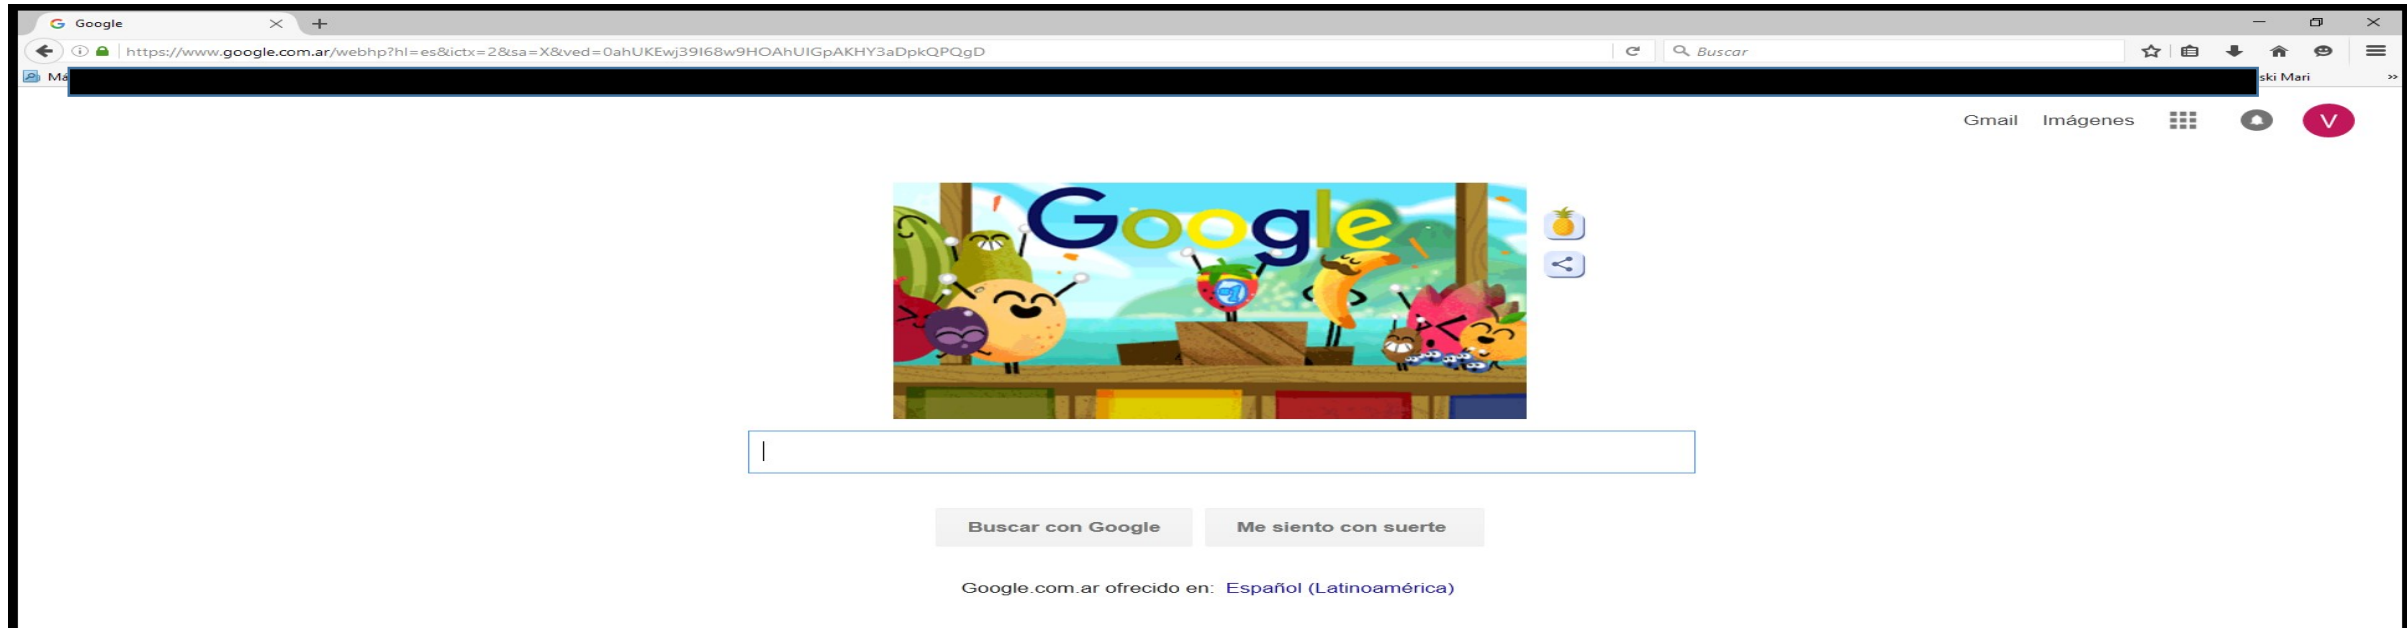 Google
https://www.google.com.ar/webhp?hl=es&ictx=2&sa=X&ved=0ahUKEwj39I68w9HOAhUIGpAKHY3aDpkQPQgD
Buscar
Má
ski Mari
Gmail Imágenes
V
Google
Buscar con Google Me siento con suerte
Google.com.ar ofrecido en: Español (Latinoamérica)